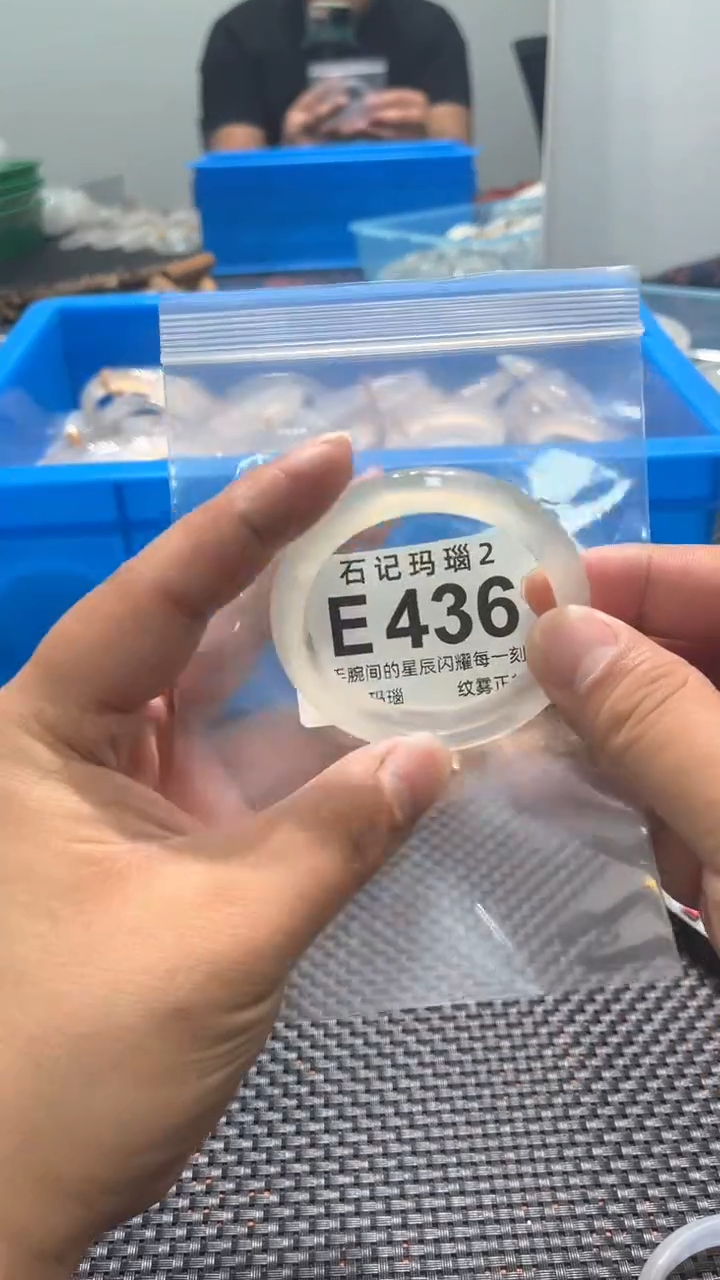 石记玛瑙2
E436
腕间的星辰闪耀每一刻
玛瑙 纹雾正